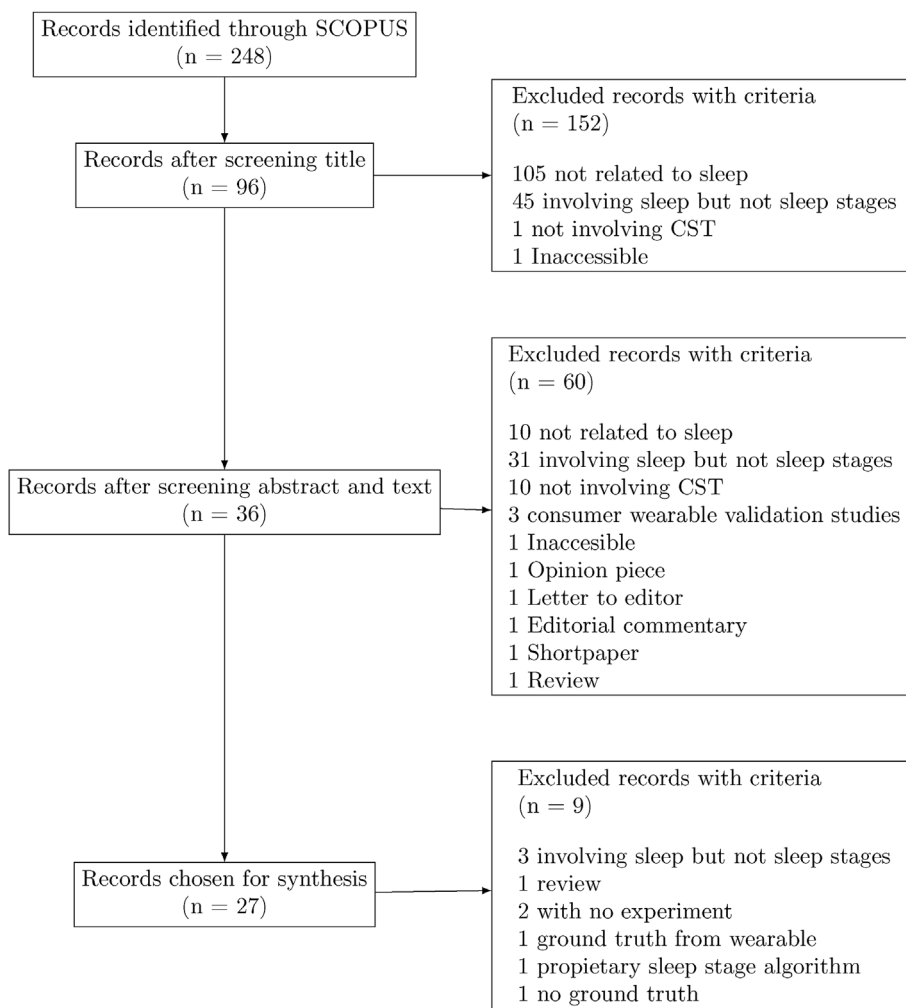 Records identified through SCOPUS
(n = 248)
Excluded records with criteria
(n = 152)
105 not related to sleep
45 involving sleep but not sleep stages
1 not involving CST
1 Inaccessible
Records after screening title
(n = 96)
Excluded records with criteria
(n = 60)
10 not related to sleep
31 involving sleep but not sleep stages
10 not involving CST
3 consumer wearable validation studies
1 Inaccesible
1 Opinion piece
1 Letter to editor
1 Editorial commentary
1 Shortpaper
1 Review
Records after screening abstract and text
(n = 36)
Excluded records with criteria
(n = 9)
3 involving sleep but not sleep stages
1 review
2 with no experiment
1 ground truth from wearable
1 propietary sleep stage algorithm
1 no ground truth
Records chosen for synthesis
(n = 27)